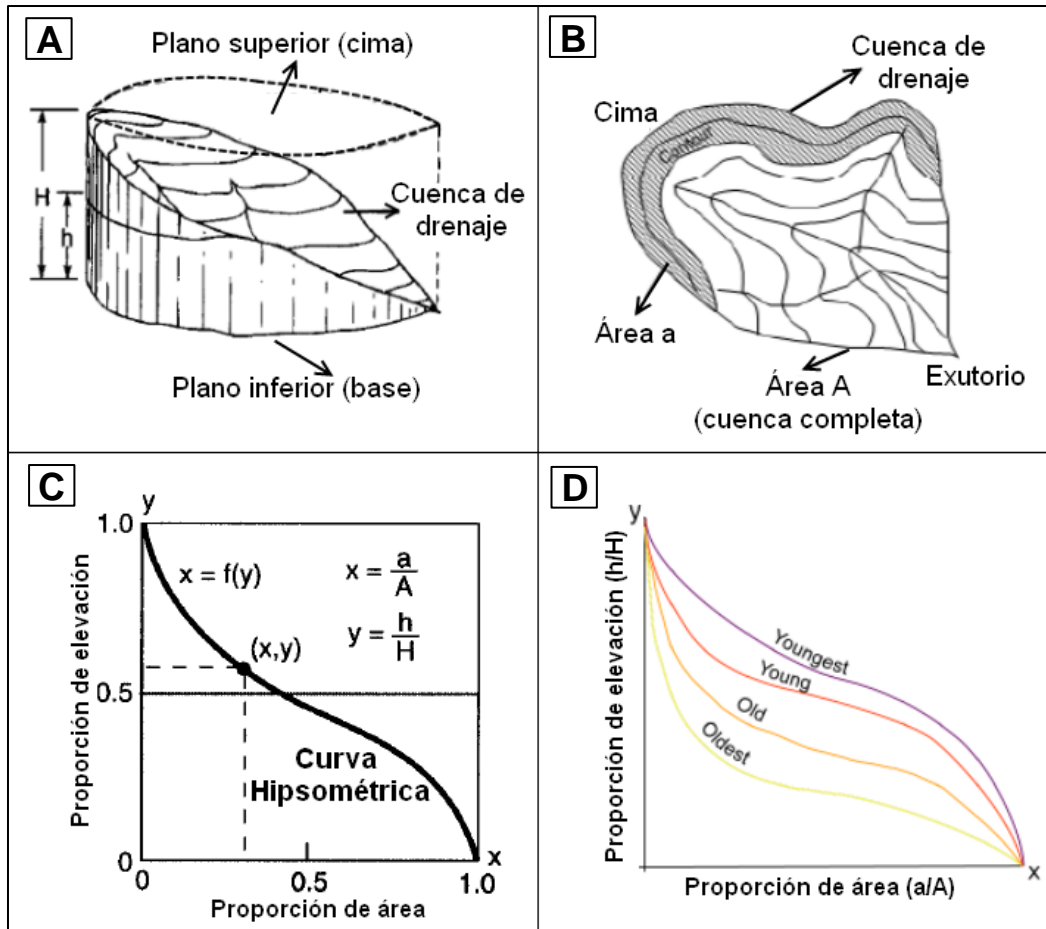 A
Plano superior (cima)
H
h
Cuenca de
drenaje
Plano inferior (base)
B
Cuenca de
drenaje
Cima
Contour
Área a
Área A
(cuenca completa)
Exutorio
C
y
1.0
x = f(y)
x = a/A
y = h/H
(x,y)
0.5
Curva
Hipsométrica
0
x
0
0.5
1.0
Proporción de elevación
Proporción de área
D
y
Youngest
Young
Old
Oldest
Proporción de elevación (h/H)
x
Proporción de área (a/A)